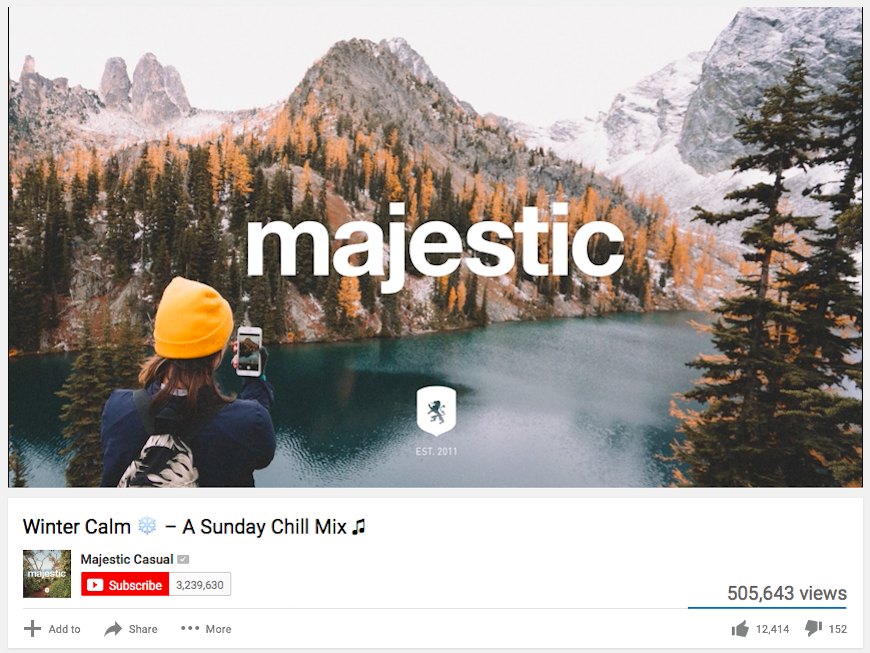 majestic
EST. 2011
Winter Calm ❄️ – A Sunday Chill Mix ♫
majestic
Majestic Casual
Subscribe 3,239,630
505,643 views
Add to Share More 12,414 152